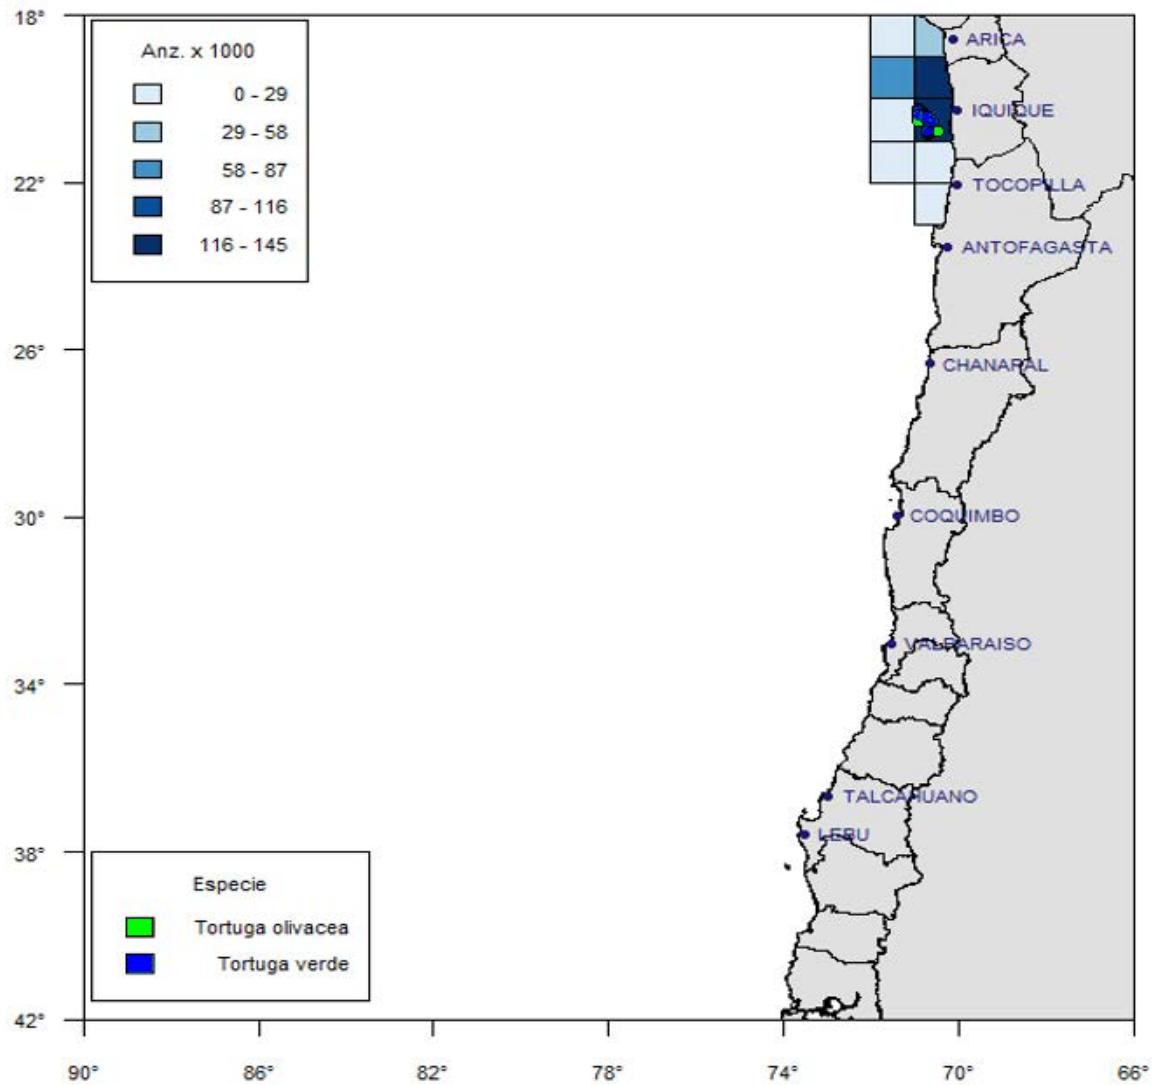 18°
22°
26°
30°
34°
38°
42°
Anz. x 1000
0 - 29
29 - 58
58 - 87
87 - 116
116 - 145
ARICA
IQUIQUE
TOCOPILLA
ANTOFAGASTA
CHANARAL
COQUIMBO
VALPARAISO
TALCAHUANO
LEBU
Especie
Tortuga olivacea
Tortuga verde
90° 86° 82° 78° 74° 70° 66°